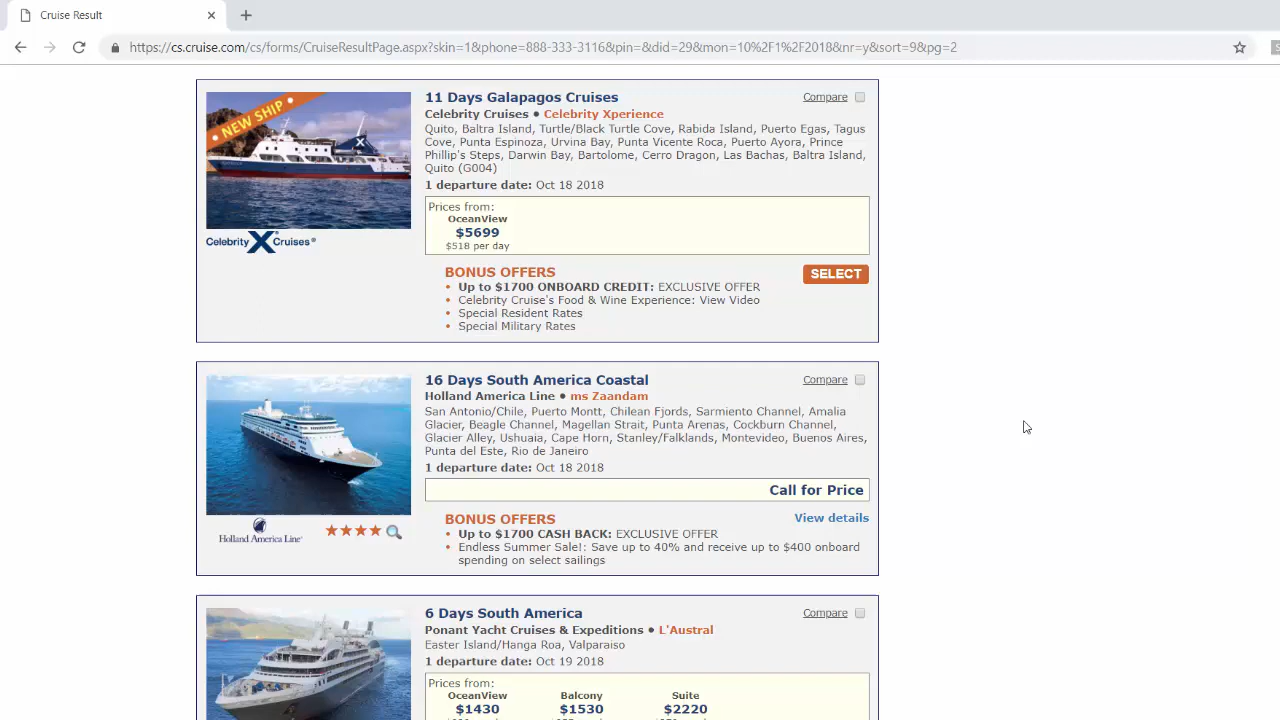 Cruise Result
https://cs.cruise.com/cs/forms/CruiseResultPage.aspx?skin=1&phone=888-333-3116&pin=&did=29&mon=10%2F1%2F2018&nr=y&sort=9&pg=2
NEW SHIP
X
Celebrity X Cruises®
11 Days Galapagos Cruises
Compare
Celebrity Cruises • Celebrity Xperience
Quito, Baltra Island, Turtle/Black Turtle Cove, Rabida Island, Puerto Egas, Tagus
Cove, Punta Espinoza, Urvina Bay, Punta Vicente Roca, Puerto Ayora, Prince
Phillip's Steps, Darwin Bay, Bartolome, Cerro Dragon, Las Bachas, Baltra Island,
Quito (G004)
1 departure date: Oct 18 2018
Prices from:
OceanView
$5699
$518 per day
BONUS OFFERS
SELECT
• Up to $1700 ONBOARD CREDIT: EXCLUSIVE OFFER
• Celebrity Cruise's Food & Wine Experience: View Video
• Special Resident Rates
• Special Military Rates
Holland America Line®
16 Days South America Coastal
Compare
Holland America Line • ms Zaandam
San Antonio/Chile, Puerto Montt, Chilean Fjords, Sarmiento Channel, Amalia
Glacier, Beagle Channel, Magellan Strait, Punta Arenas, Cockburn Channel,
Glacier Alley, Ushuaia, Cape Horn, Stanley/Falklands, Montevideo, Buenos Aires,
Punta del Este, Rio de Janeiro
1 departure date: Oct 18 2018
Call for Price
BONUS OFFERS
View details
• Up to $1700 CASH BACK: EXCLUSIVE OFFER
• Endless Summer Sale!: Save up to 40% and receive up to $400 onboard
spending on select sailings
6 Days South America
Compare
Ponant Yacht Cruises & Expeditions • L'Austral
Easter Island/Hanga Roa, Valparaiso
1 departure date: Oct 19 2018
Prices from:
OceanView Balcony Suite
$1430 $1530 $2220